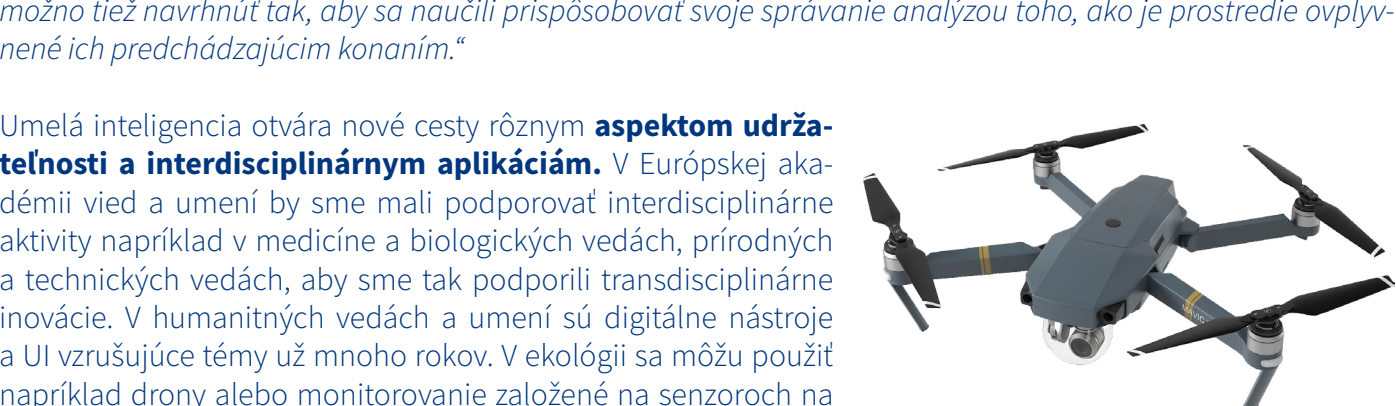 možno tiež navrhnúť tak, aby sa naučili prispôsobovať svoje správanie analýzou toho, ako je prostredie ovplyv-
nené ich predchádzajúcim konaním.“
Umelá inteligencia otvára nové cesty rôznym aspektom udrža-
teľnosti a interdisciplinárnym aplikáciám. V Európskej aka-
démii vied a umení by sme mali podporovať interdisciplinárne
aktivity napríklad v medicíne a biologických vedách, prírodných
a technických vedách, aby sme tak podporili transdisciplinárne
inovácie. V humanitných vedách a umení sú digitálne nástroje
a UI vzrušujúce témy už mnoho rokov. V ekológii sa môžu použiť
napríklad drony alebo monitorovanie založené na senzoroch na
MAVIC